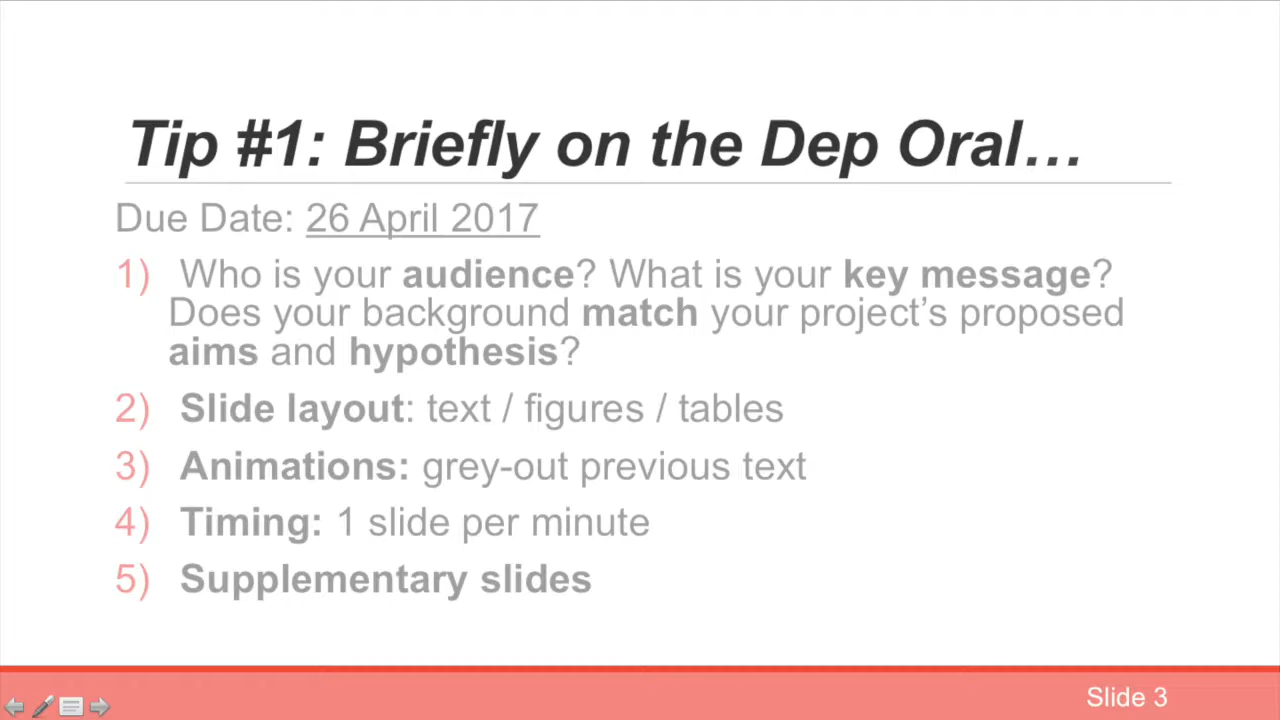 Tip #1: Briefly on the Dep Oral…
Due Date: 26 April 2017
1) Who is your audience? What is your key message?
Does your background match your project’s proposed
aims and hypothesis?
2) Slide layout: text / figures / tables
3) Animations: grey-out previous text
4) Timing: 1 slide per minute
5) Supplementary slides
Slide 3